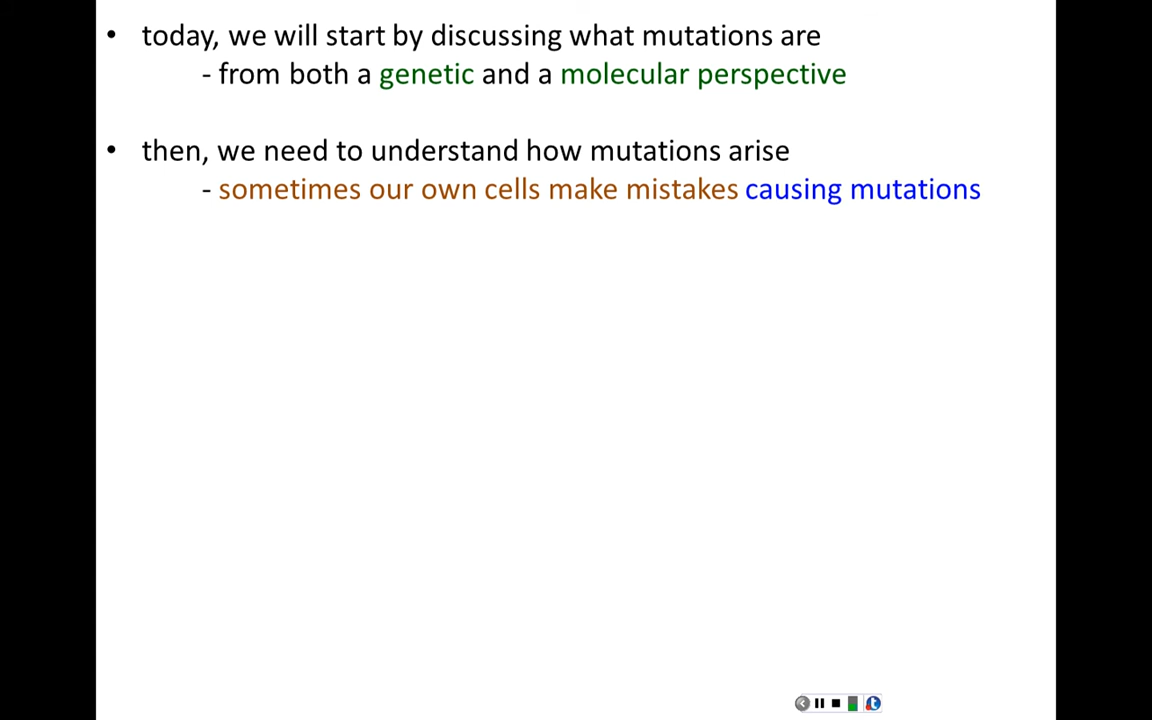 • today, we will start by discussing what mutations are
- from both a genetic and a molecular perspective
• then, we need to understand how mutations arise
- sometimes our own cells make mistakes causing mutations